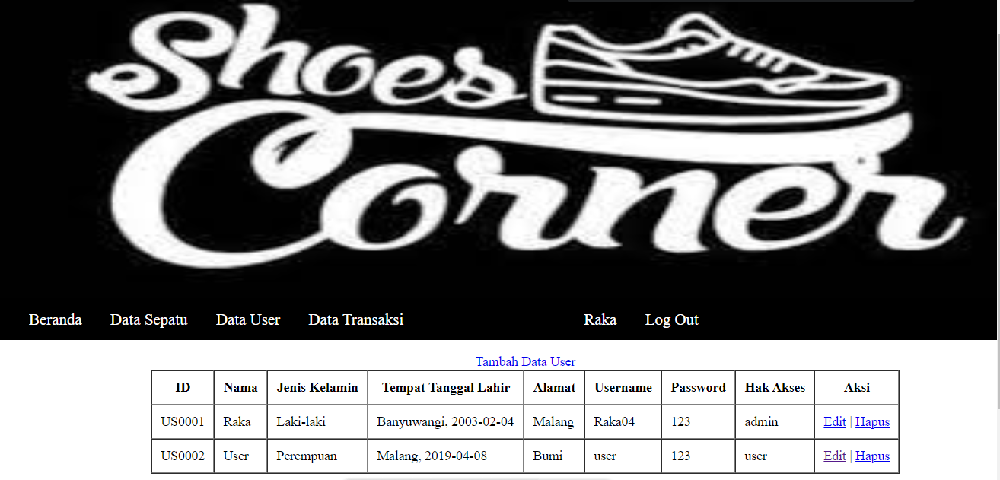 Shoes
Corner
Beranda Data Sepatu Data User Data Transaksi Raka Log Out
Tambah Data User
ID Nama Jenis Kelamin Tempat Tanggal Lahir Alamat Username Password Hak Akses Aksi
US0001 Raka Laki-laki Banyuwangi, 2003-02-04 Malang Raka04 123 admin Edit | Hapus
US0002 User Perempuan Malang, 2019-04-08 Bumi user 123 user Edit | Hapus